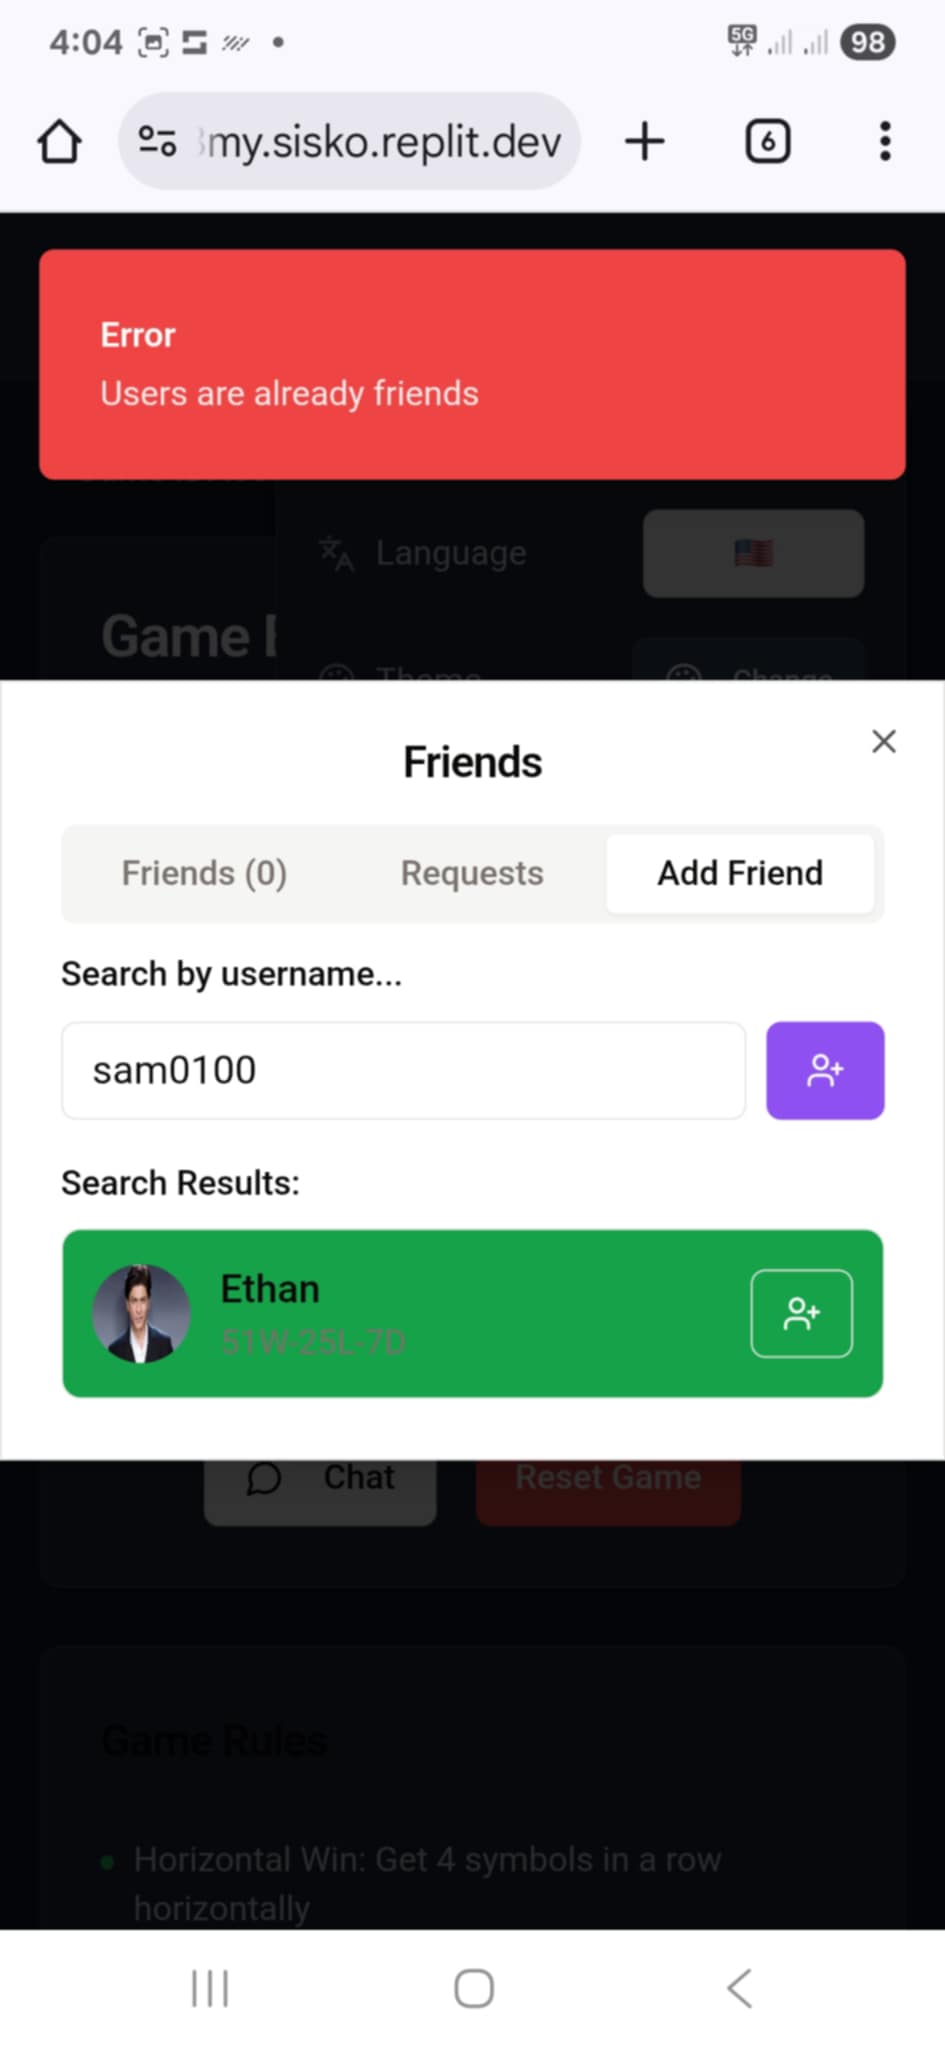 4:04
5G
98
my.sisko.replit.dev
6
Error
Users are already friends
Language
Game
Theme
Change
Friends
Friends (0)
Requests
Add Friend
Search by username...
sam0100
Search Results:
Ethan
51W-25L-7D
Chat
Reset Game
Game Rules
Horizontal Win: Get 4 symbols in a row
horizontally